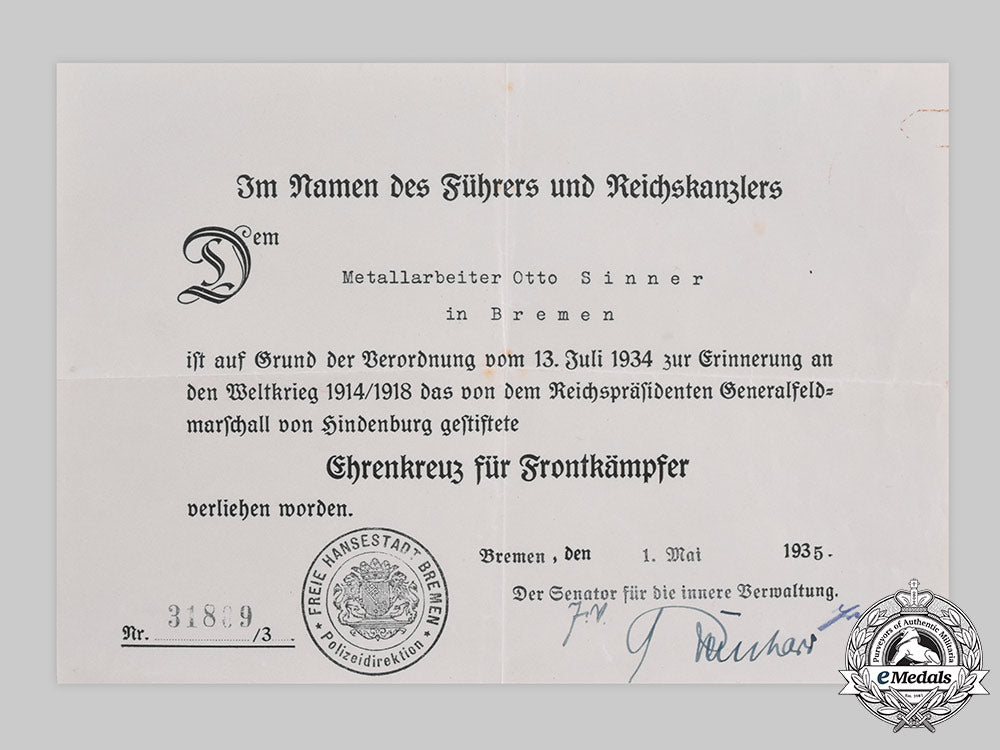 Im Namen des Führers und Reichskanzlers
Dem
Metallarbeiter Otto Sinner
in Bremen
ist auf Grund der Verordnung vom 13. Juli 1934 zur Erinnerung an
den Weltkrieg 1914/1918 das von dem Reichspräsidenten Generalfeld=
marschall von Hindenburg gestiftete
Ehrenkreuz für Frontkämpfer
verliehen worden.
Bremen, den 1. Mai 1935.
Der Senator für die innere Verwaltung.
J.V.
Nr. 31809/3
FREIE HANSESTADT BREMEN
* Polizeidirektion *
Purveyors of Authentic Militaria
eMedals